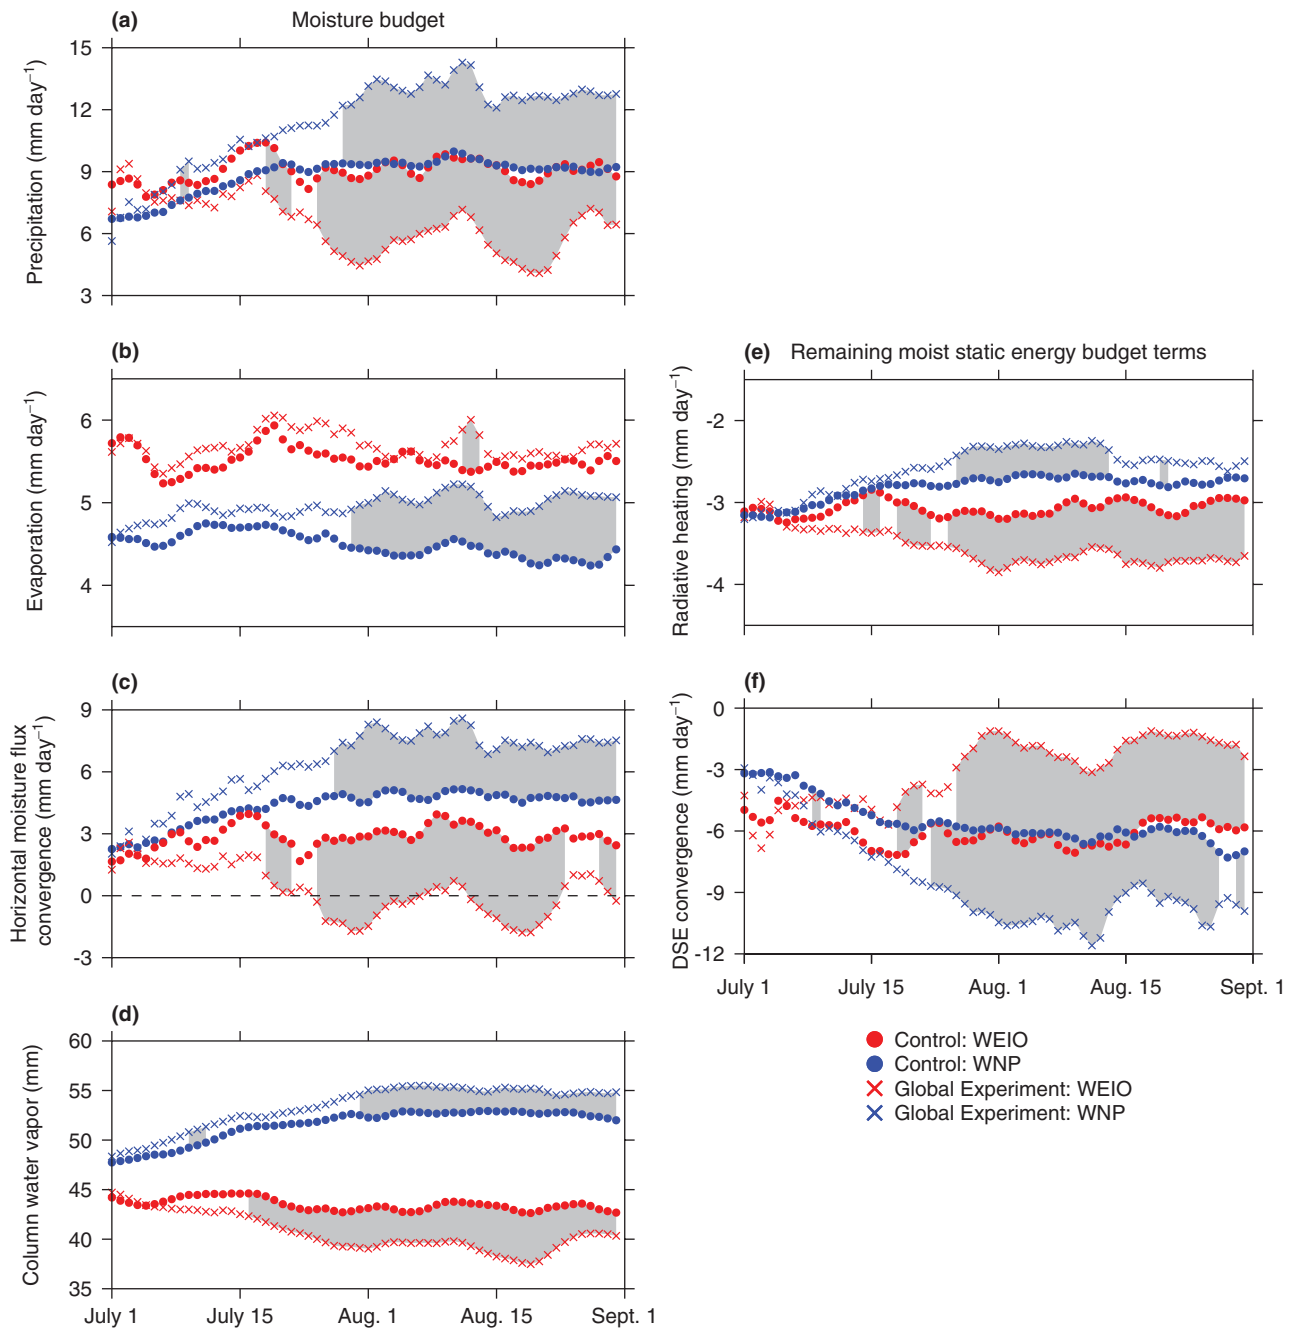 (a) Moisture budget
Precipitation (mm day⁻¹)
15
12
9
6
3
(b)
Evaporation (mm day⁻¹)
6
5
4
(c)
Horizontal moisture flux
convergence (mm day⁻¹)
9
6
3
0
-3
(d)
Column water vapor (mm)
60
55
50
45
40
35
July 1 July 15 Aug. 1 Aug. 15 Sept. 1
(e) Remaining moist static energy budget terms
Radiative heating (mm day⁻¹)
-2
-3
-4
(f)
DSE convergence (mm day⁻¹)
0
-3
-6
-9
-12
July 1 July 15 Aug. 1 Aug. 15 Sept. 1
Control: WEIO
Control: WNP
Global Experiment: WEIO
Global Experiment: WNP